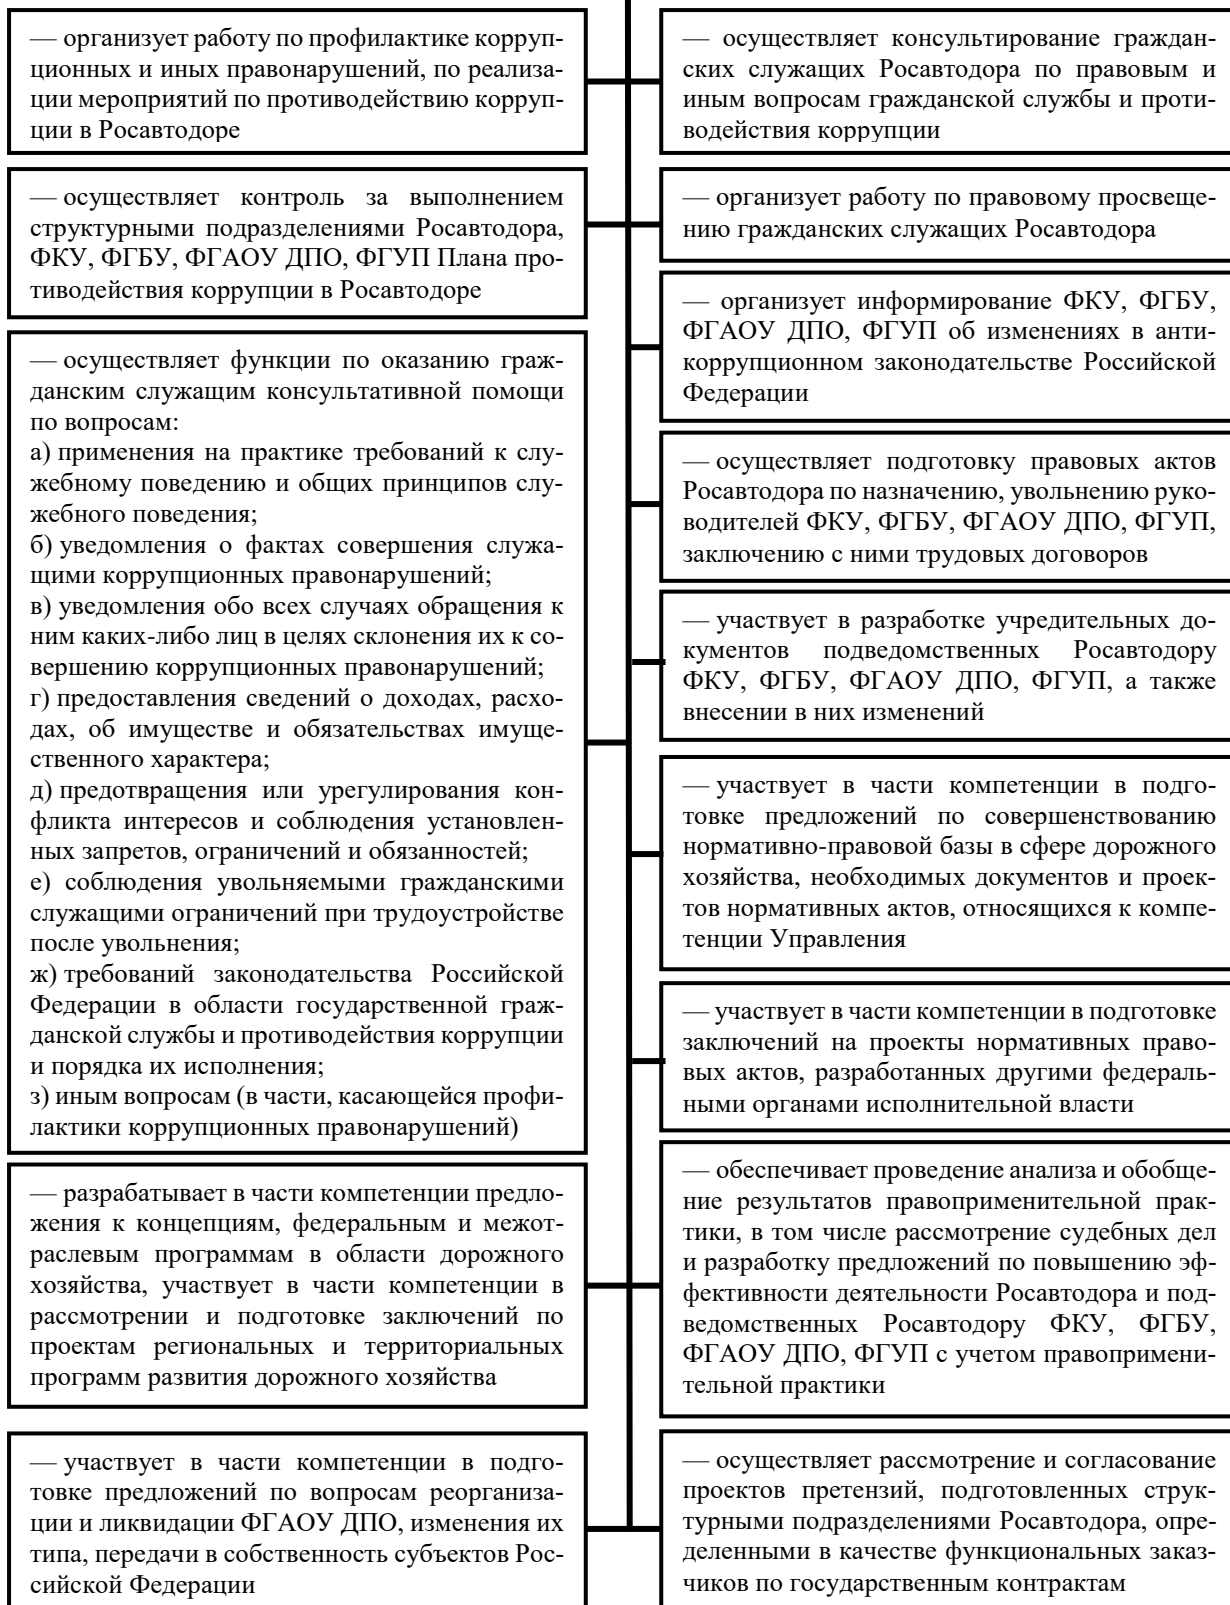 — организует работу по профилактике корруп-
ционных и иных правонарушений, по реализа-
ции мероприятий по противодействию корруп-
ции в Росавтодоре
— осуществляет контроль за выполнением
структурными подразделениями Росавтодора,
ФКУ, ФГБУ, ФГАОУ ДПО, ФГУП Плана про-
тиводействия коррупции в Росавтодоре
— осуществляет функции по оказанию граж-
данским служащим консультативной помощи
по вопросам:
а) применения на практике требований к слу-
жебному поведению и общих принципов слу-
жебного поведения;
б) уведомления о фактах совершения служа-
щими коррупционных правонарушений;
в) уведомления обо всех случаях обращения к
ним каких-либо лиц в целях склонения их к со-
вершению коррупционных правонарушений;
г) предоставления сведений о доходах, расхо-
дах, об имуществе и обязательствах имуще-
ственного характера;
д) предотвращения или урегулирования кон-
фликта интересов и соблюдения установлен-
ных запретов, ограничений и обязанностей;
е) соблюдения увольняемыми гражданскими
служащими ограничений при трудоустройстве
после увольнения;
ж) требований законодательства Российской
Федерации в области государственной граж-
данской службы и противодействия коррупции
и порядка их исполнения;
з) иным вопросам (в части, касающейся профи-
лактики коррупционных правонарушений)
— разрабатывает в части компетенции предло-
жения к концепциям, федеральным и межот-
раслевым программам в области дорожного
хозяйства, участвует в части компетенции в
рассмотрении и подготовке заключений по
проектам региональных и территориальных
программ развития дорожного хозяйства
— участвует в части компетенции в подго-
товке предложений по вопросам реорганиза-
ции и ликвидации ФГАОУ ДПО, изменения их
типа, передачи в собственность субъектов Рос-
сийской Федерации
— осуществляет консультирование граждан-
ских служащих Росавтодора по правовым и
иным вопросам гражданской службы и проти-
водействия коррупции
— организует работу по правовому просвеще-
нию гражданских служащих Росавтодора
— организует информирование ФКУ, ФГБУ,
ФГАОУ ДПО, ФГУП об изменениях в анти-
коррупционном законодательстве Российской
Федерации
— осуществляет подготовку правовых актов
Росавтодора по назначению, увольнению руко-
водителей ФКУ, ФГБУ, ФГАОУ ДПО, ФГУП,
заключению с ними трудовых договоров
— участвует в разработке учредительных до-
кументов подведомственных Росавтодору
ФКУ, ФГБУ, ФГАОУ ДПО, ФГУП, а также
внесении в них изменений
— участвует в части компетенции в подго-
товке предложений по совершенствованию
нормативно-правовой базы в сфере дорожного
хозяйства, необходимых документов и проек-
тов нормативных актов, относящихся к компе-
тенции Управления
— участвует в части компетенции в подготовке
заключений на проекты нормативных право-
вых актов, разработанных другими федераль-
ными органами исполнительной власти
— обеспечивает проведение анализа и обобще-
ние результатов правоприменительной прак-
тики, в том числе рассмотрение судебных дел
и разработку предложений по повышению эф-
фективности деятельности Росавтодора и под-
ведомственных Росавтодору ФКУ, ФГБУ,
ФГАОУ ДПО, ФГУП с учетом правопримени-
тельной практики
— осуществляет рассмотрение и согласование
проектов претензий, подготовленных струк-
турными подразделениями Росавтодора, опре-
деленными в качестве функциональных заказ-
чиков по государственным контрактам